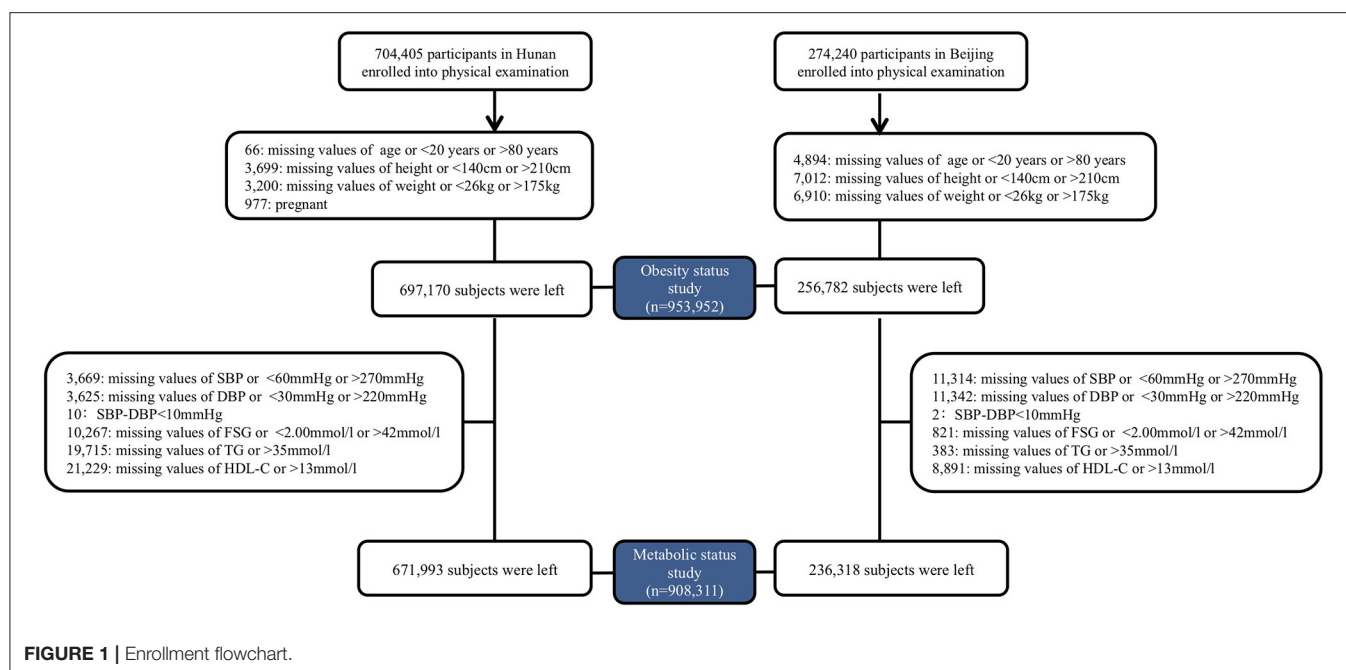 704,405 participants in Hunan
enrolled into physical examination
274,240 participants in Beijing
enrolled into physical examination
66: missing values of age or <20 years or >80 years
3,699: missing values of height or <140cm or >210cm
3,200: missing values of weight or <26kg or >175kg
977: pregnant
4,894: missing values of age or <20 years or >80 years
7,012: missing values of height or <140cm or >210cm
6,910: missing values of weight or <26kg or >175kg
697,170 subjects were left
Obesity status
study
(n=953,952)
256,782 subjects were left
3,669: missing values of SBP or <60mmHg or >270mmHg
3,625: missing values of DBP or <30mmHg or >220mmHg
10：SBP-DBP<10mmHg
10,267: missing values of FSG or <2.00mmol/l or >42mmol/l
19,715: missing values of TG or >35mmol/l
21,229: missing values of HDL-C or >13mmol/l
11,314: missing values of SBP or <60mmHg or >270mmHg
11,342: missing values of DBP or <30mmHg or >220mmHg
2：SBP-DBP<10mmHg
821: missing values of FSG or <2.00mmol/l or >42mmol/l
383: missing values of TG or >35mmol/l
8,891: missing values of HDL-C or >13mmol/l
671,993 subjects were left
Metabolic status
study
(n=908,311)
236,318 subjects were left
FIGURE 1 | Enrollment flowchart.